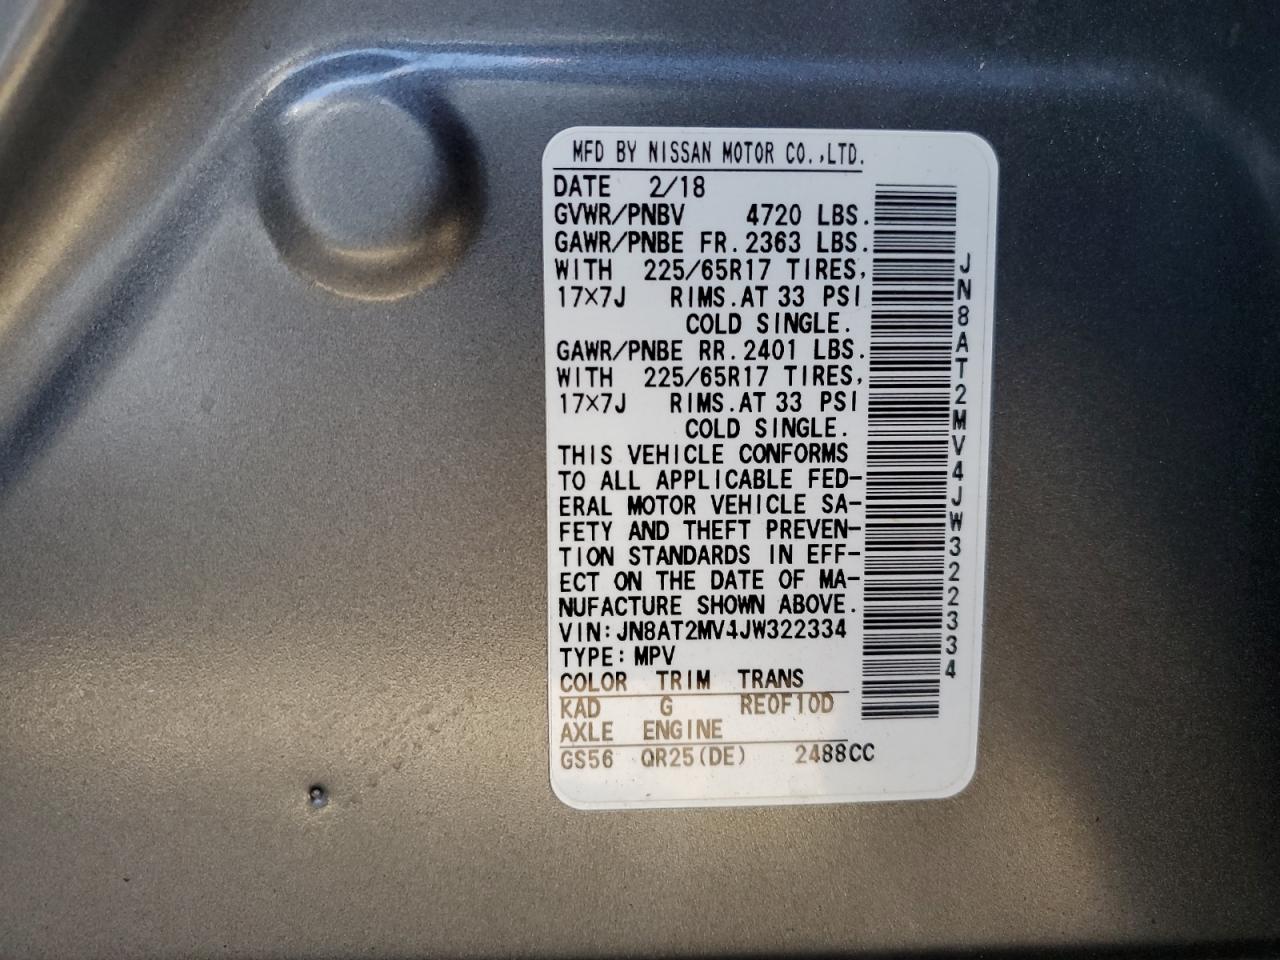 MFD BY NISSAN MOTOR CO.,LTD.
DATE 2/18
GVWR/PNBV 4720 LBS.
GAWR/PNBE FR.2363 LBS.
WITH 225/65R17 TIRES,
17×7J RIMS.AT 33 PSI
COLD SINGLE.
GAWR/PNBE RR.2401 LBS.
WITH 225/65R17 TIRES,
17×7J RIMS.AT 33 PSI
COLD SINGLE.
THIS VEHICLE CONFORMS
TO ALL APPLICABLE FED-
ERAL MOTOR VEHICLE SA-
FETY AND THEFT PREVEN-
TION STANDARDS IN EFF-
ECT ON THE DATE OF MA-
NUFACTURE SHOWN ABOVE.
VIN:JN8AT2MV4JW322334
TYPE:MPV
COLOR TRIM TRANS
KAD G RE0F10D
AXLE ENGINE
GS56 QR25(DE) 2488CC
JN8AT2MV4JW322334